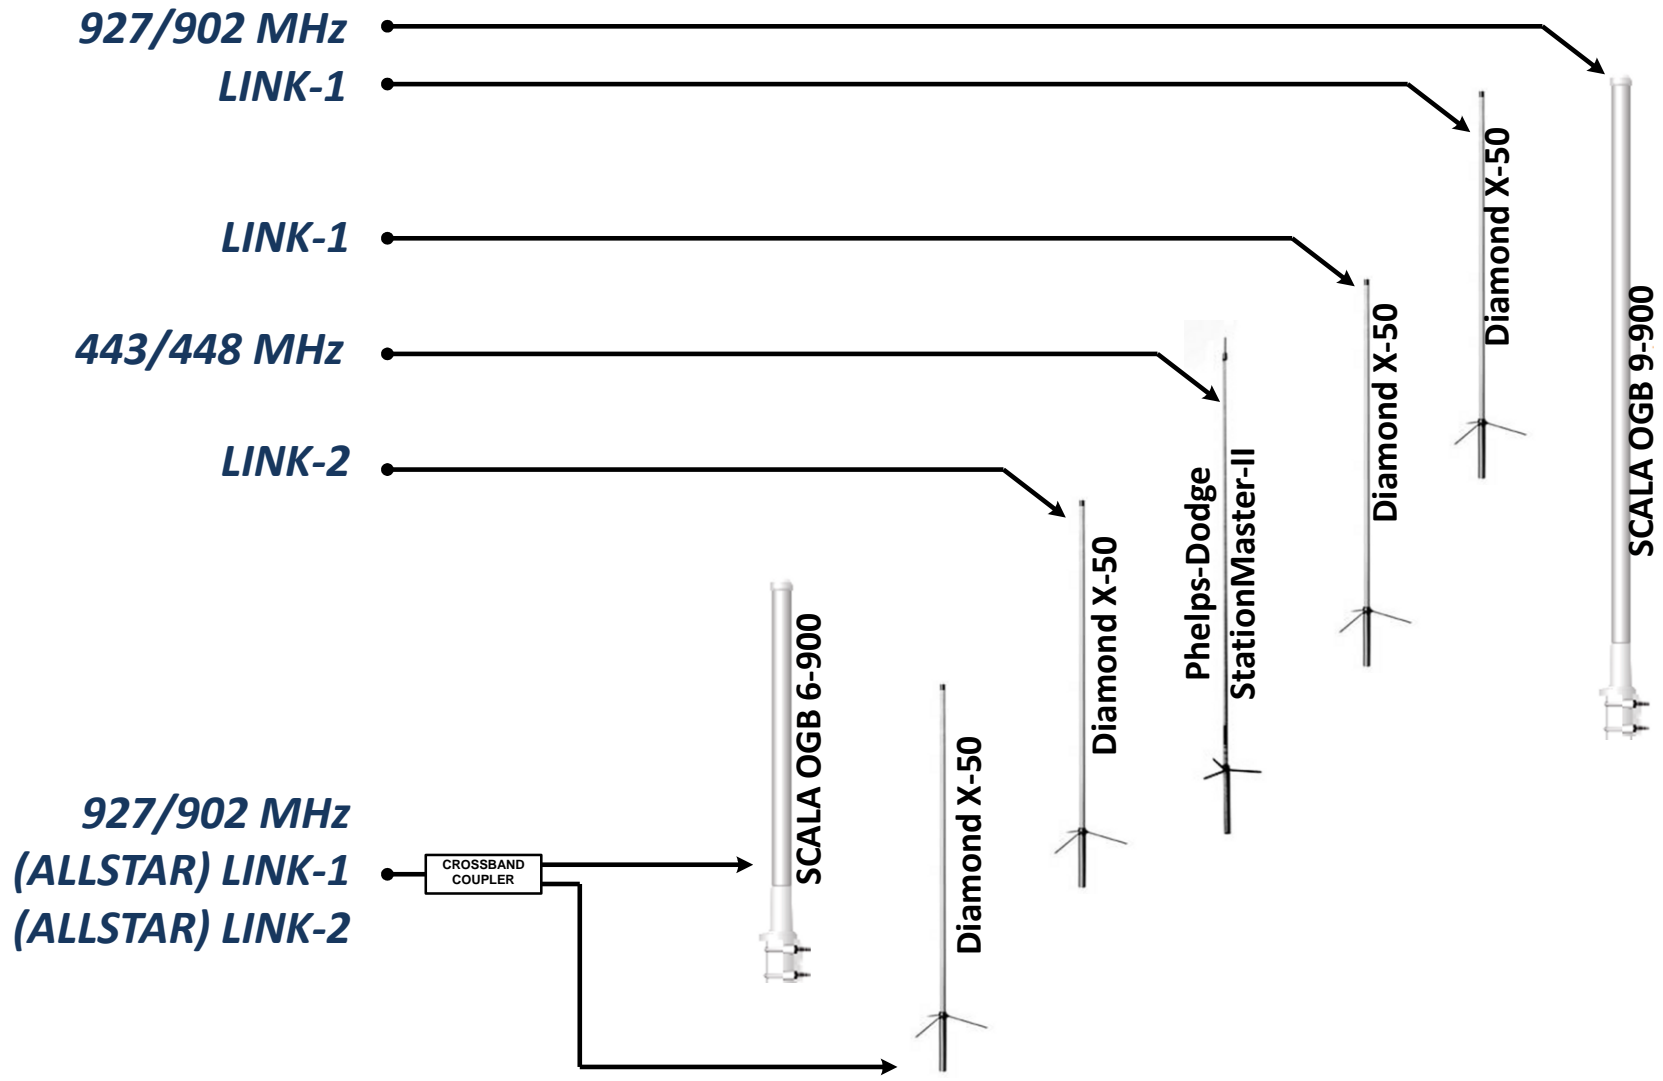 927/902 MHz
LINK-1
LINK-1
443/448 MHz
LINK-2
927/902 MHz
(ALLSTAR) LINK-1
(ALLSTAR) LINK-2
CROSSBAND
COUPLER
SCALA OGB 6-900
Diamond X-50
Diamond X-50
Phelps-Dodge
StationMaster-II
Diamond X-50
Diamond X-50
SCALA OGB 9-900